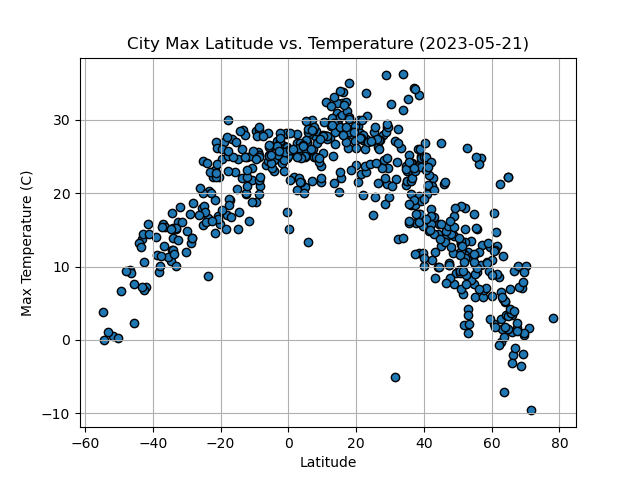 City Max Latitude vs. Temperature (2023-05-21)
Max Temperature (C)
30
20
10
0
−10
−60 −40 −20 0 20 40 60 80
Latitude